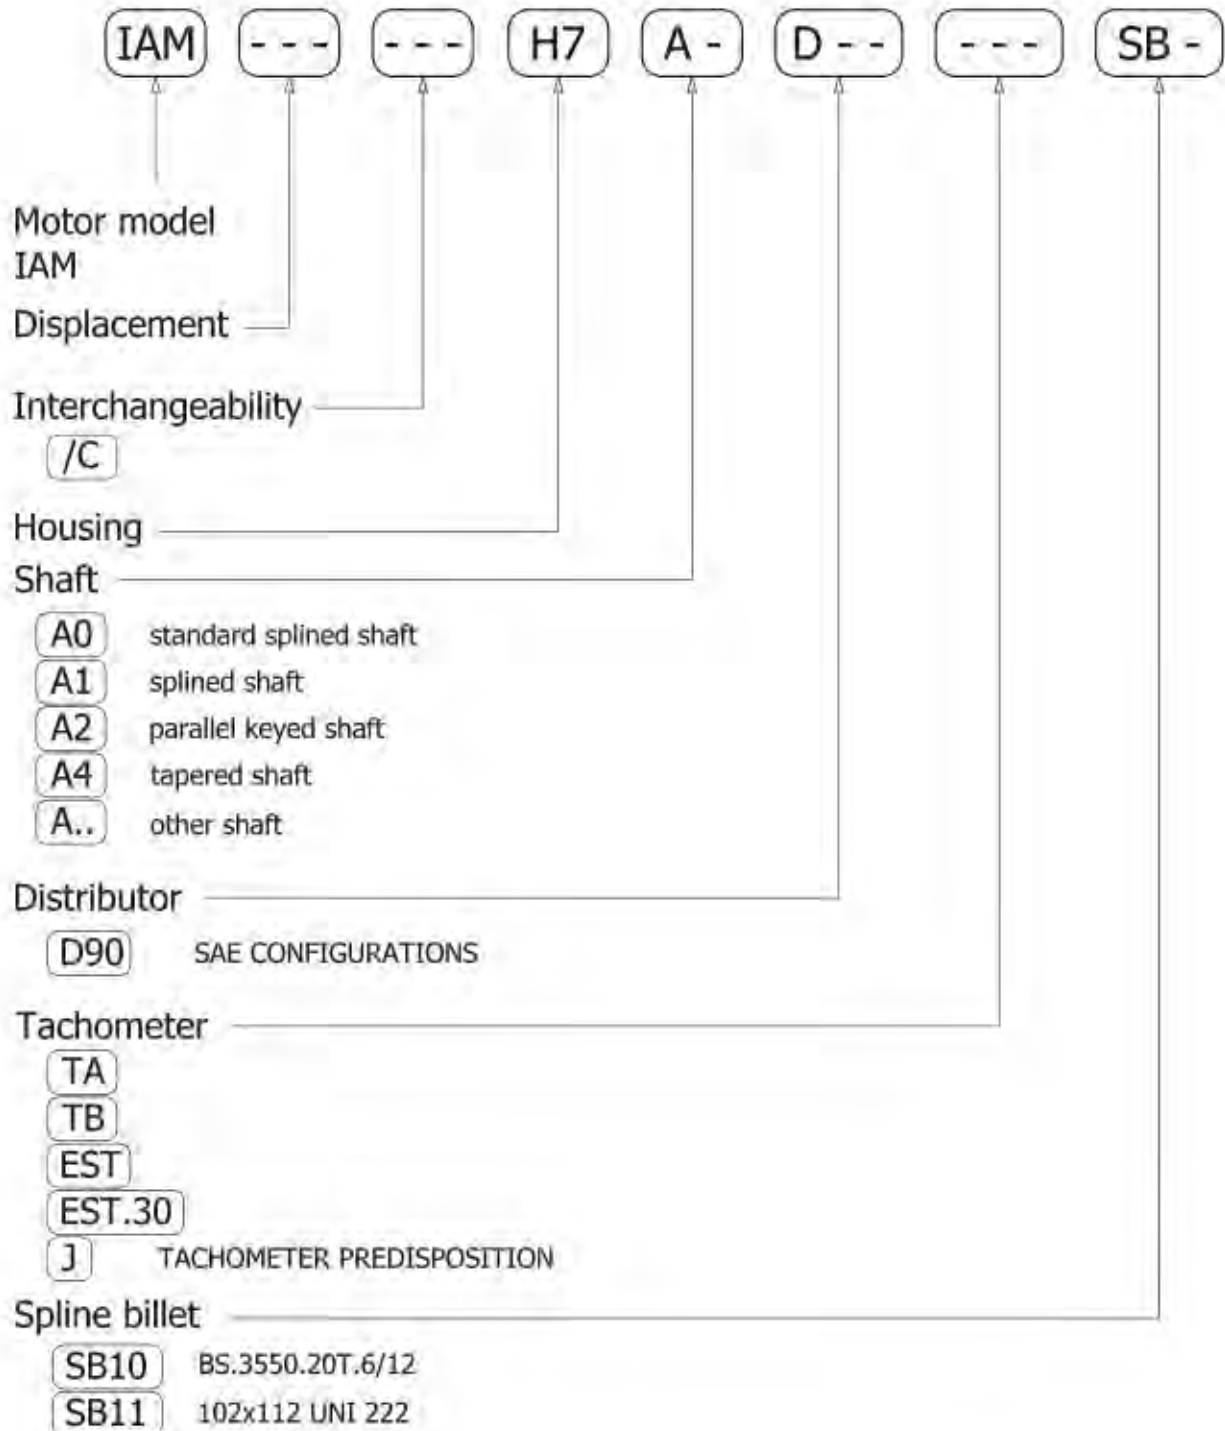 IAM - - - - - - H7 A - D - - - - - SB -
Motor model
IAM
Displacement
Interchangeability
/C
Housing
Shaft
A0 standard splined shaft
A1 splined shaft
A2 parallel keyed shaft
A4 tapered shaft
A.. other shaft
Distributor
D90 SAE CONFIGURATIONS
Tachometer
TA
TB
EST
EST.30
J TACHOMETER PREDISPOSITION
Spline billet
SB10 BS.3550.20T.6/12
SB11 102x112 UNI 222